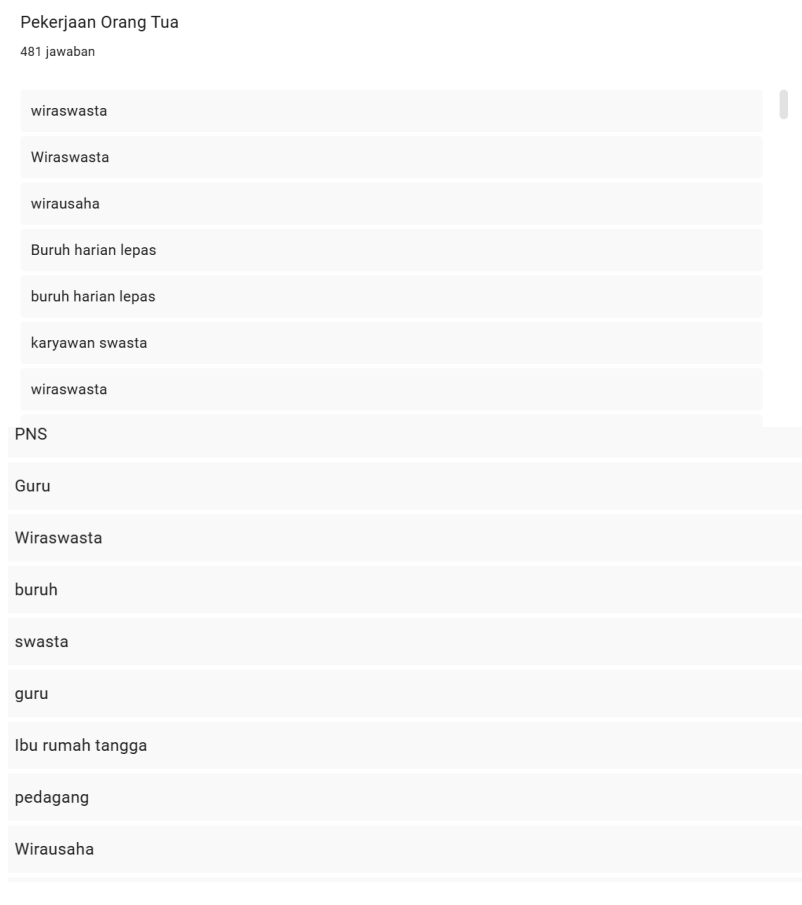 Pekerjaan Orang Tua
481 jawaban
wiraswasta
Wiraswasta
wirausaha
Buruh harian lepas
buruh harian lepas
karyawan swasta
wiraswasta
PNS
Guru
Wiraswasta
buruh
swasta
guru
Ibu rumah tangga
pedagang
Wirausaha